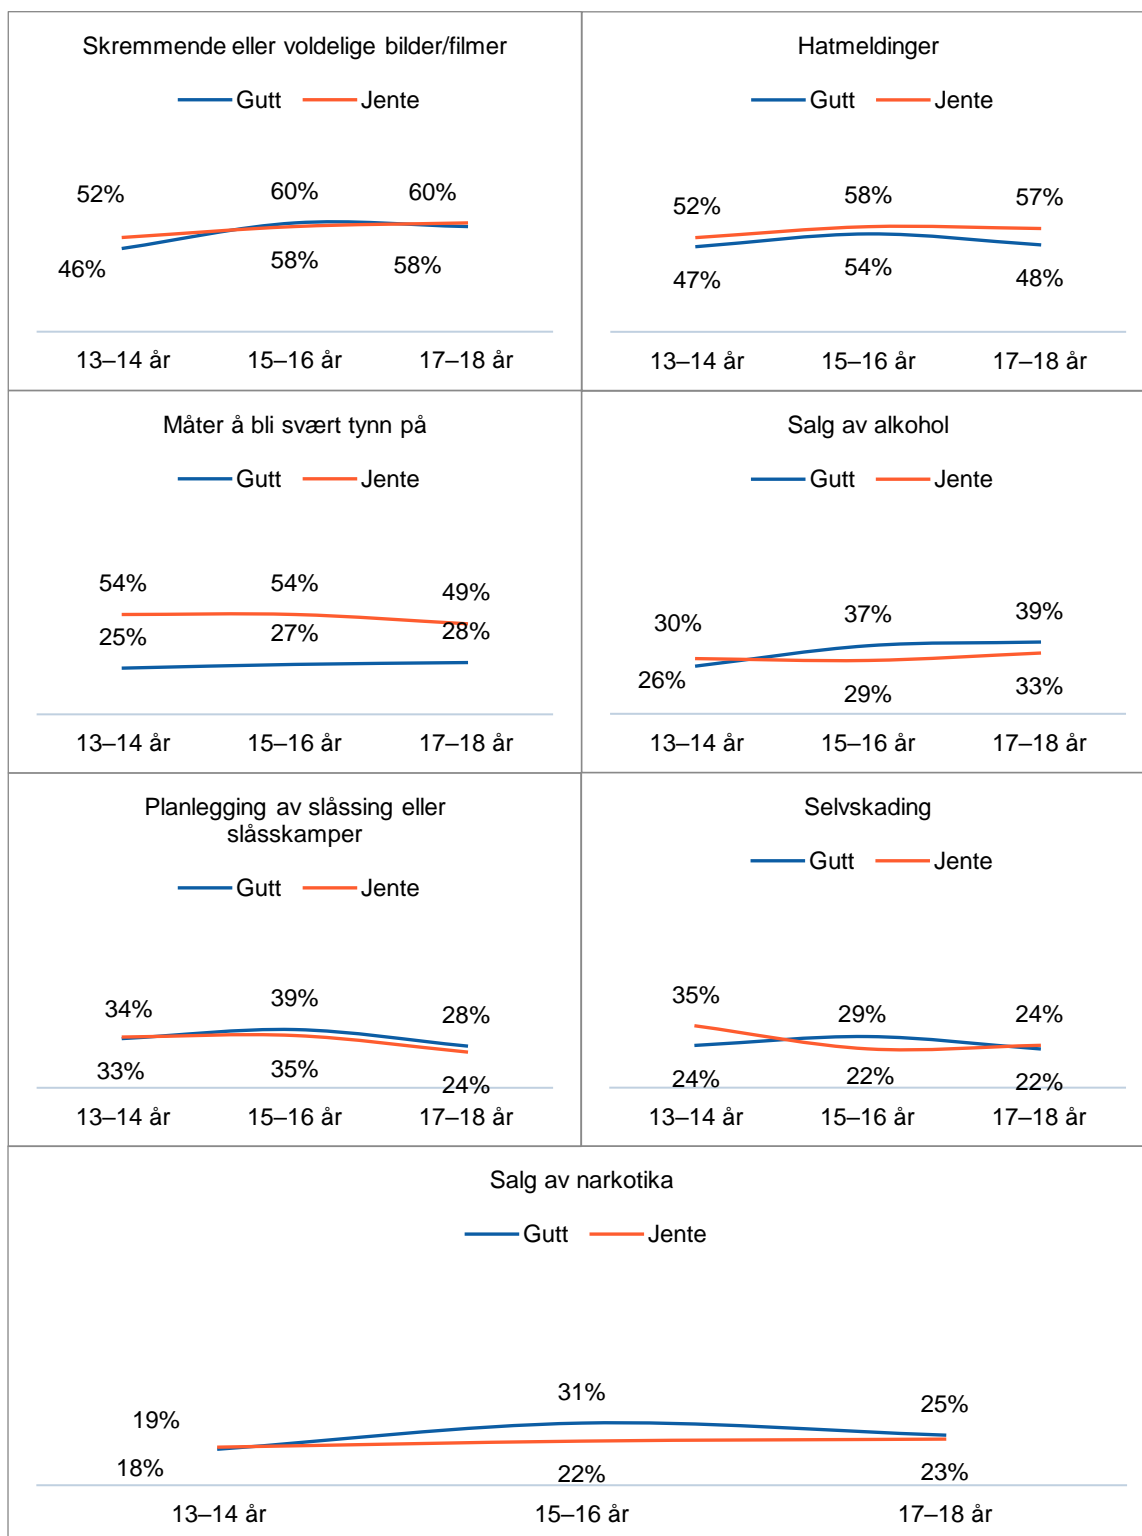 Skremmende eller voldelige bilder/filmer
Gutt Jente
52% 60% 60%
46% 58% 58%
13–14 år 15–16 år 17–18 år
Hatmeldinger
Gutt Jente
52% 58% 57%
47% 54% 48%
13–14 år 15–16 år 17–18 år
Måter å bli svært tynn på
Gutt Jente
54% 54% 49%
25% 27% 28%
13–14 år 15–16 år 17–18 år
Salg av alkohol
Gutt Jente
30% 37% 39%
26% 29% 33%
13–14 år 15–16 år 17–18 år
Planlegging av slåssing eller
slåsskamper
Gutt Jente
34% 39% 28%
33% 35% 24%
13–14 år 15–16 år 17–18 år
Selvskading
Gutt Jente
35% 29% 24%
24% 22% 22%
13–14 år 15–16 år 17–18 år
Salg av narkotika
Gutt Jente
19% 31% 25%
18% 22% 23%
13–14 år 15–16 år 17–18 år